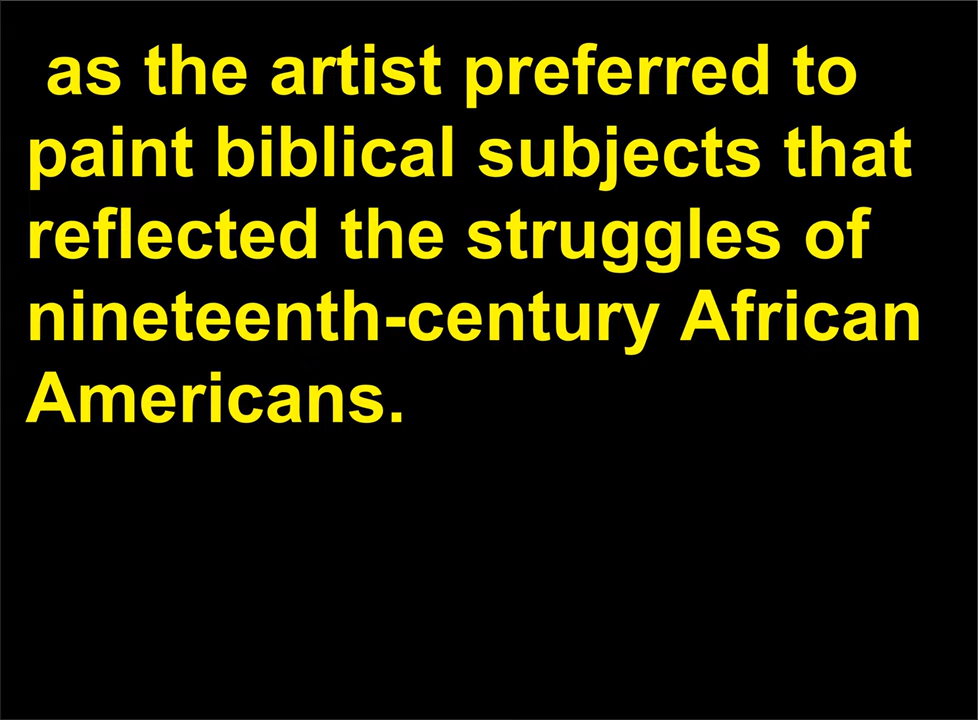 as the artist preferred to
paint biblical subjects that
reflected the struggles of
nineteenth-century African
Americans.